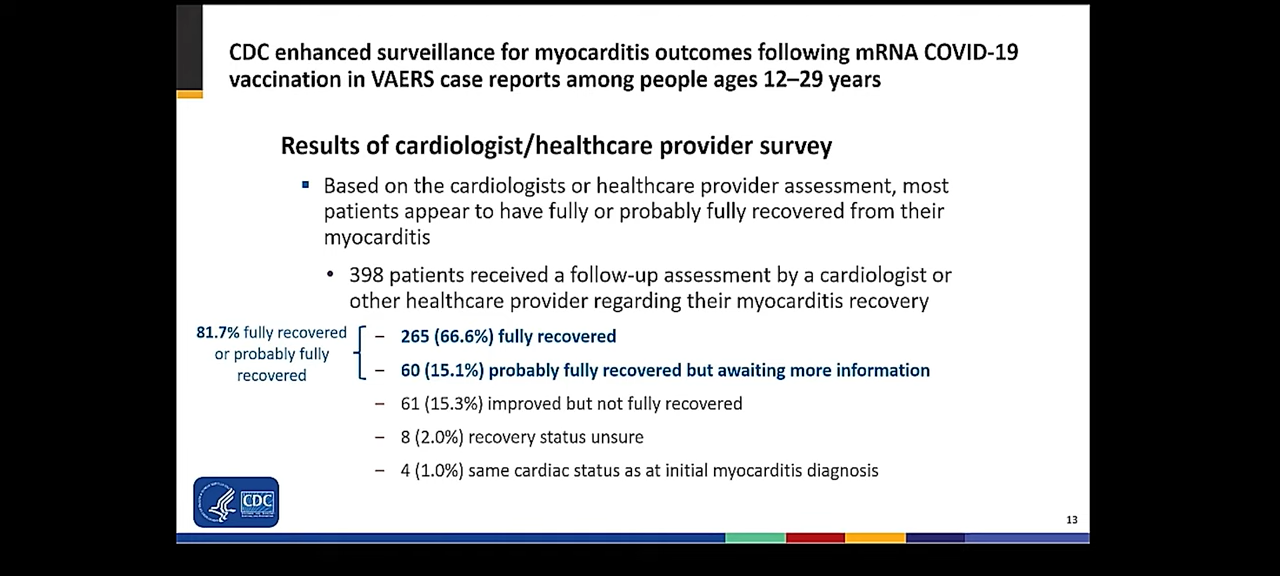 CDC enhanced surveillance for myocarditis outcomes following mRNA COVID-19
vaccination in VAERS case reports among people ages 12–29 years
Results of cardiologist/healthcare provider survey
▪ Based on the cardiologists or healthcare provider assessment, most
patients appear to have fully or probably fully recovered from their
myocarditis
• 398 patients received a follow-up assessment by a cardiologist or
other healthcare provider regarding their myocarditis recovery
81.7% fully recovered
or probably fully
recovered
– 265 (66.6%) fully recovered
– 60 (15.1%) probably fully recovered but awaiting more information
– 61 (15.3%) improved but not fully recovered
– 8 (2.0%) recovery status unsure
– 4 (1.0%) same cardiac status as at initial myocarditis diagnosis
CDC
13